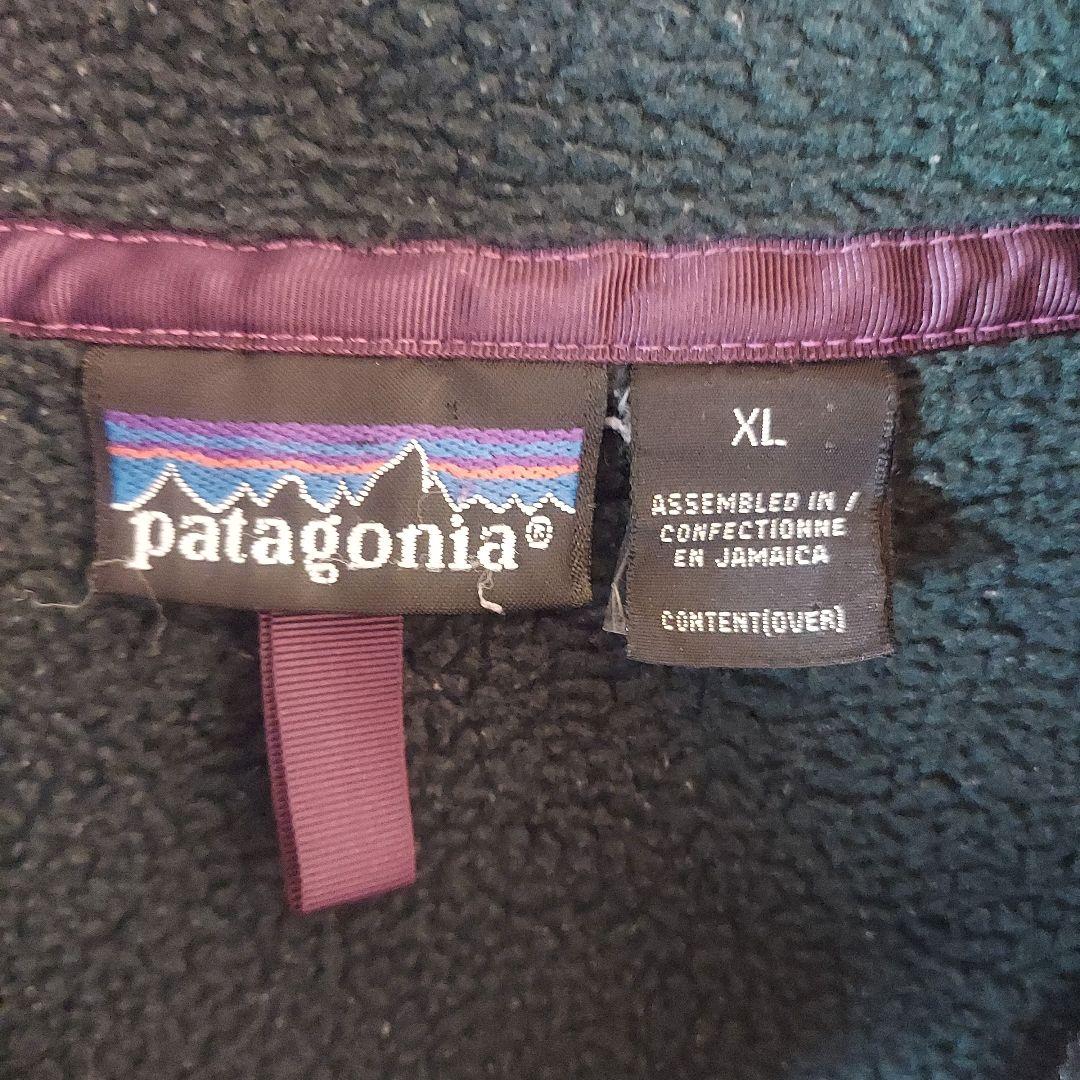 patagonia®
XL
ASSEMBLED IN /
CONFECTIONNE
EN JAMAICA
CONTENT(OVER)